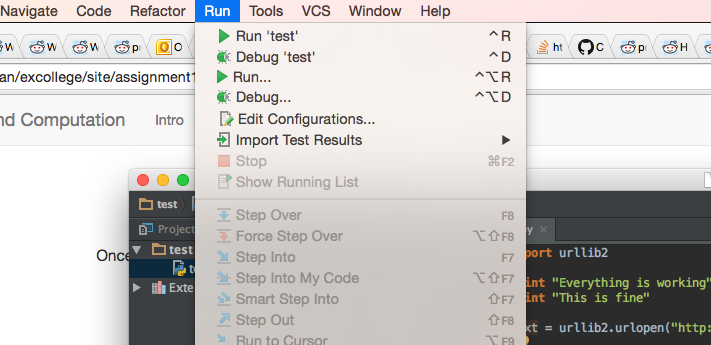 Navigate Code Refactor Run Tools VCS Window Help
Run 'test' ^R
Debug 'test' ^D
Run... ^⌥R
Debug... ^⌥D
Edit Configurations...
Import Test Results
Stop ⌘F2
Show Running List
Step Over F8
Force Step Over ⌥⇧F8
Step Into F7
Step Into My Code ⌥⇧F7
Smart Step Into ⇧F7
Step Out ⇧F8
Run to Cursor ⌥F9
W W W p O
ht C p H
an/excollege/site/assignment1
nd Computation Intro
Once
test
Project
test
Exte
port urllib2
int "Everything is working"
int "This is fine"
xt = urllib2.urlopen("http: